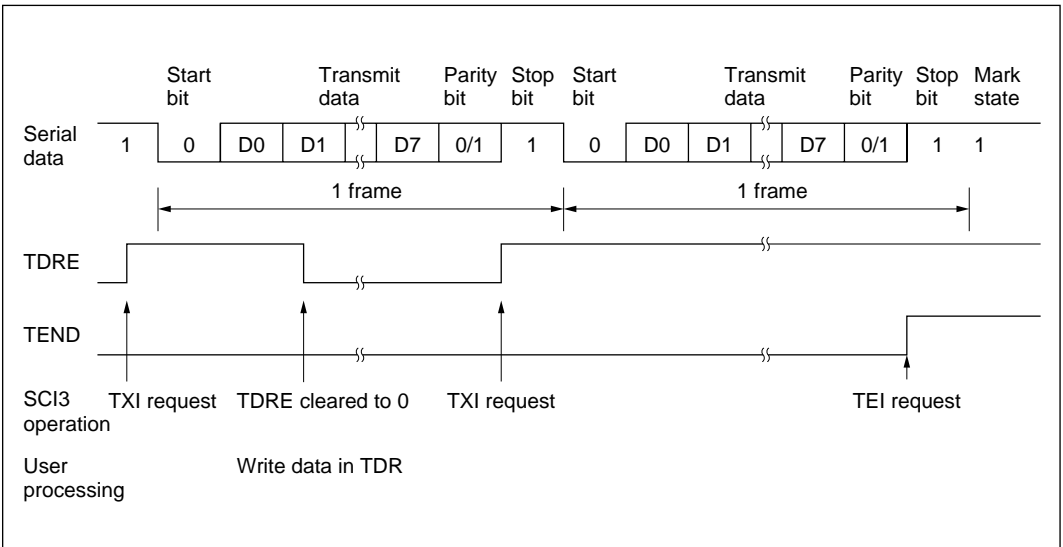 Start bit Transmit data Parity bit Stop bit Start bit Transmit data Parity bit Stop bit Mark state
Serial data 1 0 D0 D1 D7 0/1 1 0 D0 D1 D7 0/1 1 1
1 frame 1 frame
TDRE
TEND
SCI3 operation TXI request TDRE cleared to 0 TXI request TEI request
User processing Write data in TDR